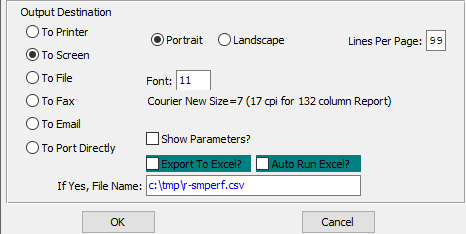 Output Destination
To Printer
Portrait Landscape Lines Per Page: 99
To Screen
To File
Font: 11
To Fax
Courier New Size=7 (17 cpi for 132 column Report)
To Email
Show Parameters?
To Port Directly
Export To Excel? Auto Run Excel?
If Yes, File Name: c:\tmp\r-smperf.csv
OK Cancel